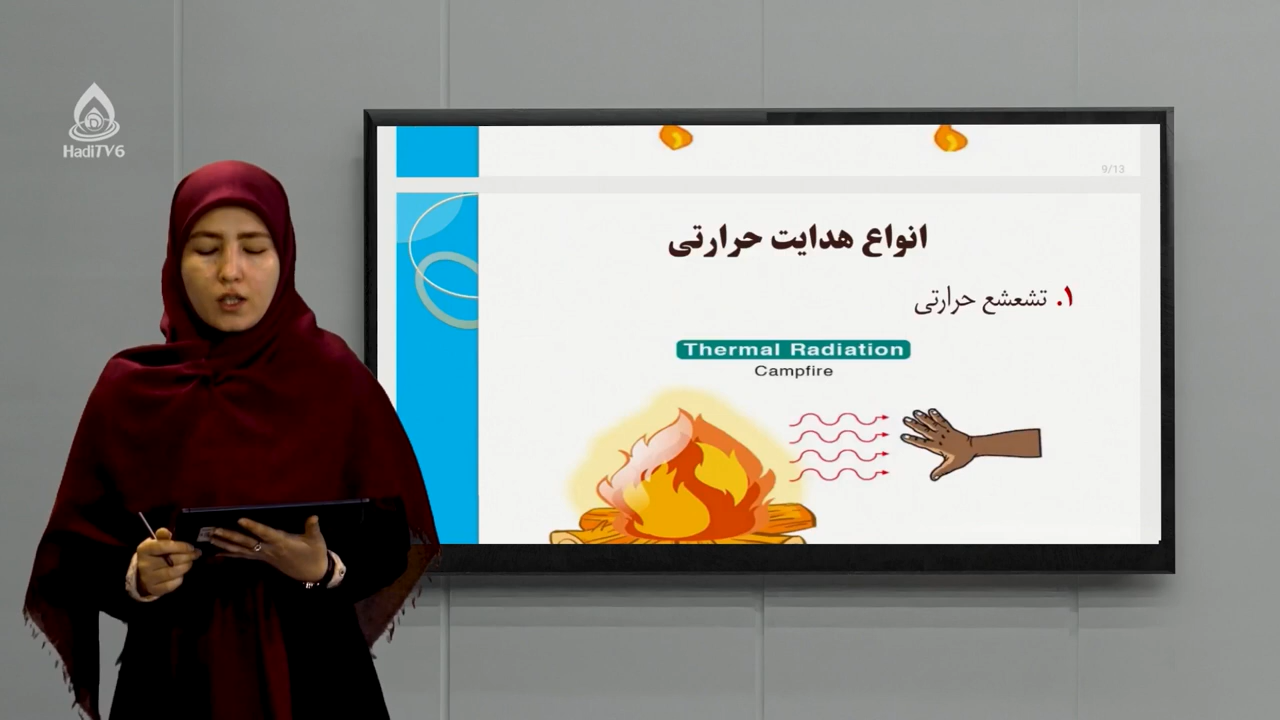 HadiTV6
9/13
انواع هدایت حرارتی
۱. تشعشع حرارتی
Thermal Radiation
Campfire